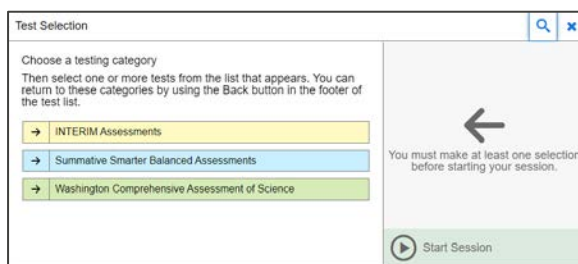 Test Selection
Choose a testing category
Then select one or more tests from the list that appears. You can
return to these categories by using the Back button in the footer of
the test list.
INTERIM Assessments
Summative Smarter Balanced Assessments
Washington Comprehensive Assessment of Science
You must make at least one selection
before starting your session.
Start Session